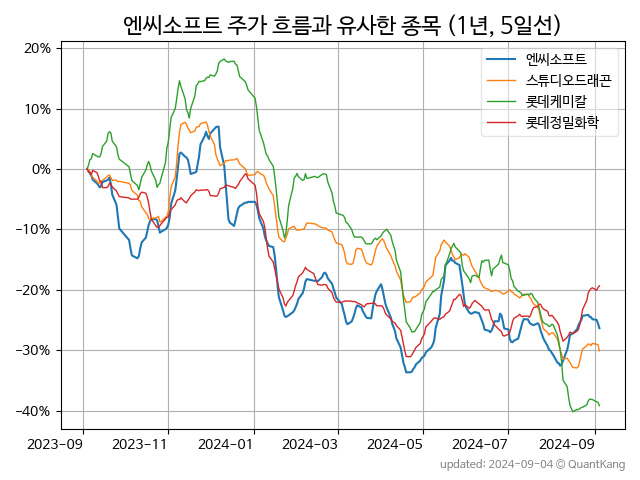 엔씨소프트 주가 흐름과 유사한 종목 (1년, 5일선)
엔씨소프트
스튜디오드래곤
롯데케미칼
롯데정밀화학
20%
10%
0%
−10%
−20%
−30%
−40%
2023-09 2023-11 2024-01 2024-03 2024-05 2024-07 2024-09
updated: 2024-09-04 © QuantKang